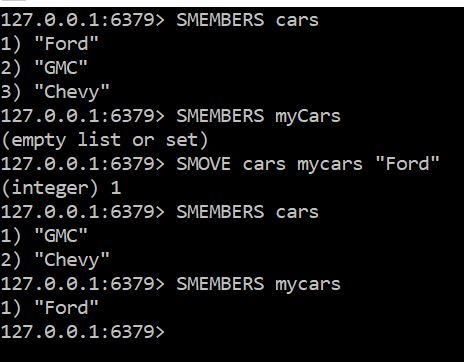 127.0.0.1:6379> SMEMBERS cars
1) "Ford"
2) "GMC"
3) "Chevy"
127.0.0.1:6379> SMEMBERS myCars
(empty list or set)
127.0.0.1:6379> SMOVE cars mycars "Ford"
(integer) 1
127.0.0.1:6379> SMEMBERS cars
1) "GMC"
2) "Chevy"
127.0.0.1:6379> SMEMBERS mycars
1) "Ford"
127.0.0.1:6379>